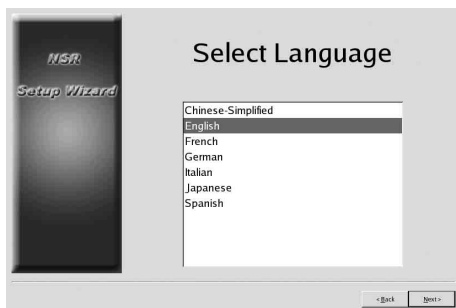 NSR
Setup Wizard
Select Language
Chinese-Simplified
English
French
German
Italian
Japanese
Spanish
< Back
Next >